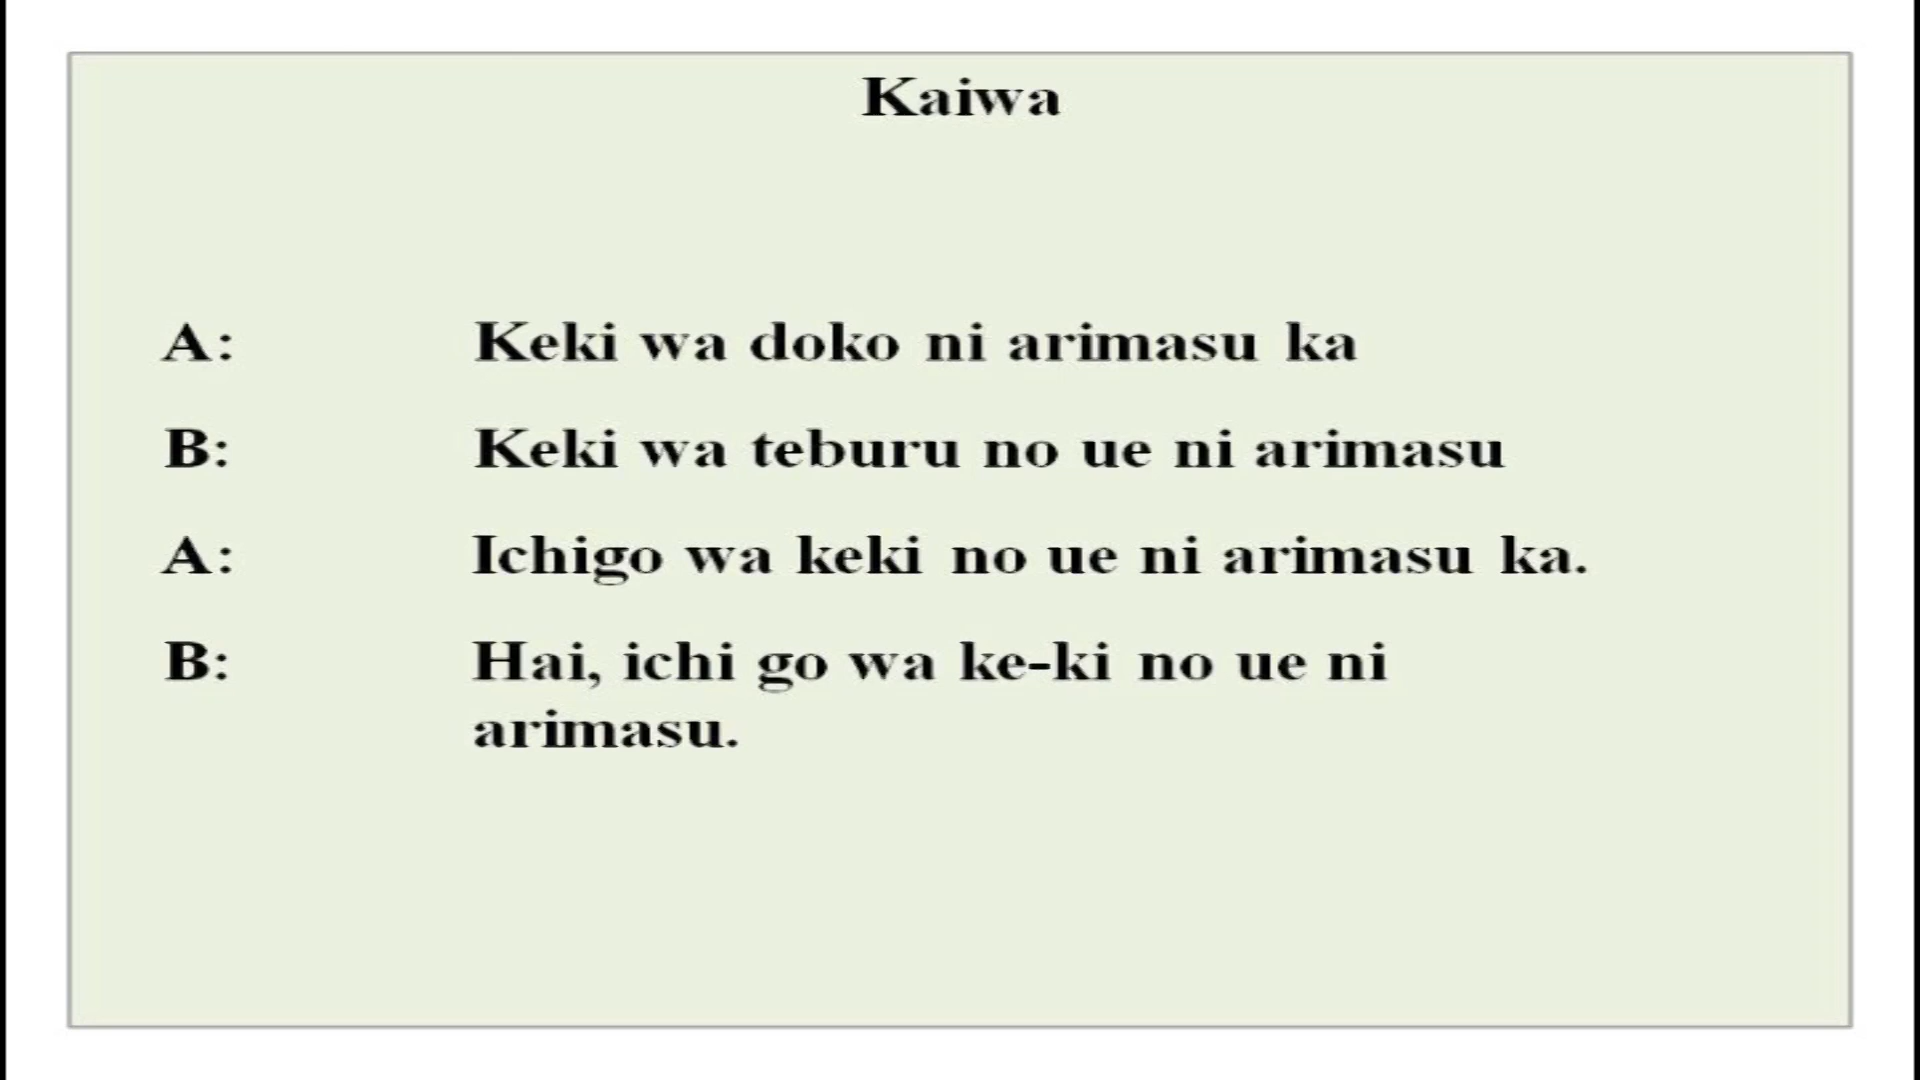 Kaiwa
A: Keki wa doko ni arimasu ka
B: Keki wa teburu no ue ni arimasu
A: Ichigo wa keki no ue ni arimasu ka.
B: Hai, ichi go wa ke-ki no ue ni
arimasu.